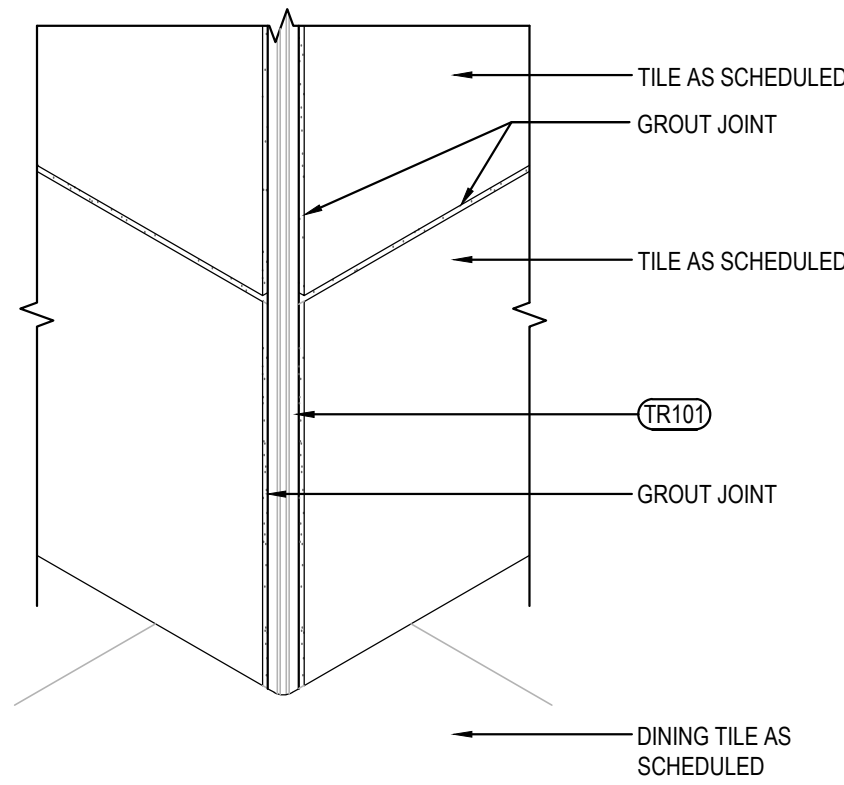 TILE AS SCHEDULED
GROUT JOINT
TILE AS SCHEDULED
TR101
GROUT JOINT
DINING TILE AS
SCHEDULED